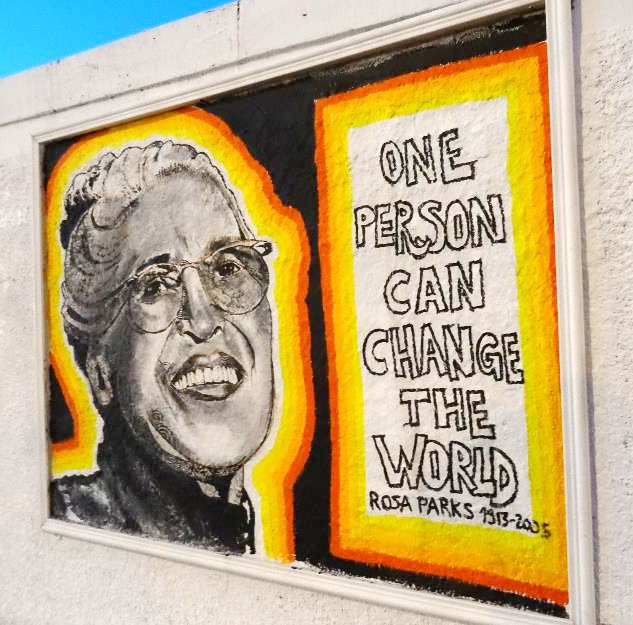 ONE
PERSON
CAN
CHANGE
THE
WORLD
ROSA PARKS 1913-2005